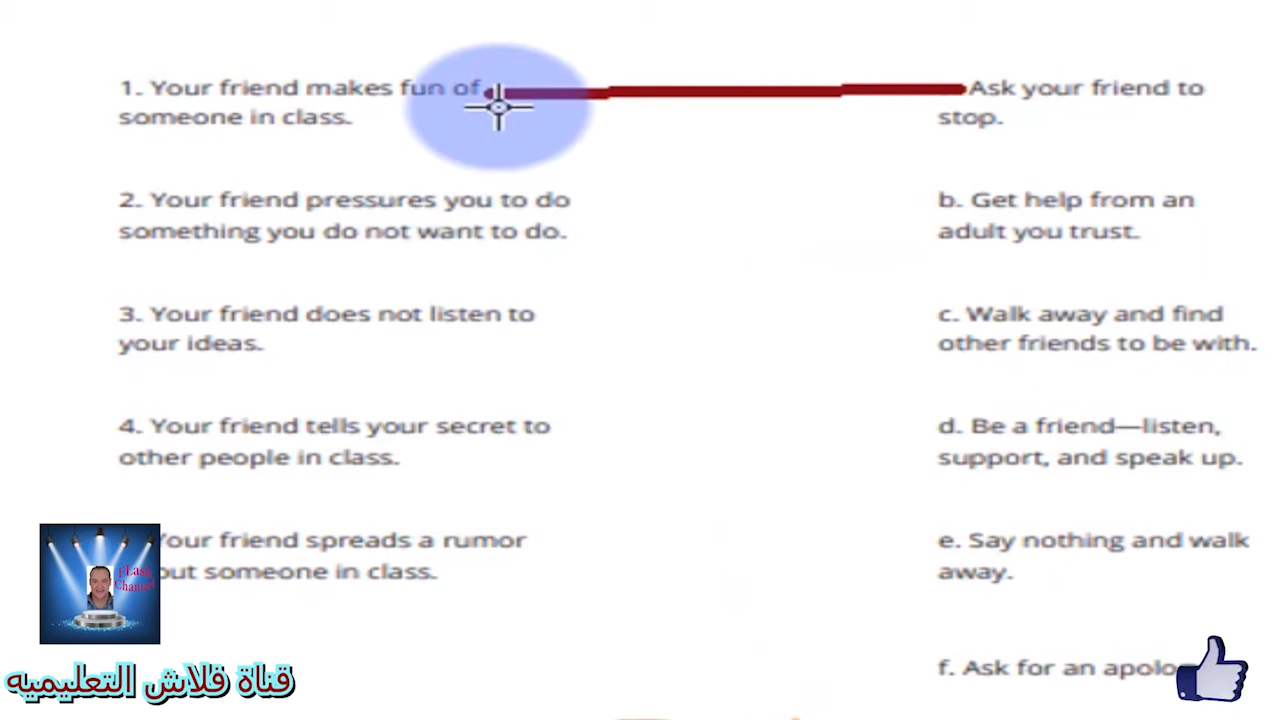 1. Your friend makes fun of
someone in class.
Ask your friend to
stop.
2. Your friend pressures you to do
something you do not want to do.
b. Get help from an
adult you trust.
3. Your friend does not listen to
your ideas.
c. Walk away and find
other friends to be with.
4. Your friend tells your secret to
other people in class.
d. Be a friend—listen,
support, and speak up.
Your friend spreads a rumor
out someone in class.
e. Say nothing and walk
away.
f. Ask for an apolo
FLash
Channel
قناة فلاش التعليميه